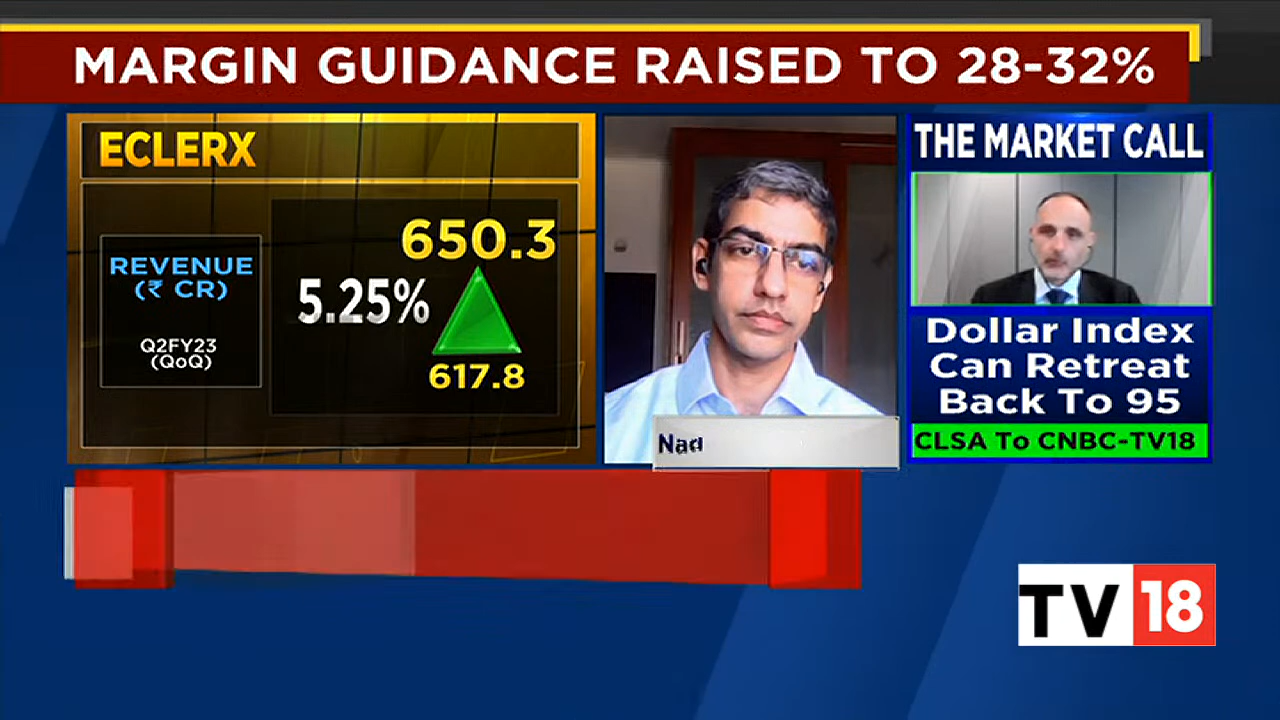 MARGIN GUIDANCE RAISED TO 28-32%
ECLERX
REVENUE
(₹ CR)
Q2FY23
(QoQ)
650.3
5.25%
617.8
Nad
THE MARKET CALL
Dollar Index
Can Retreat
Back To 95
CLSA To CNBC-TV18
TV18